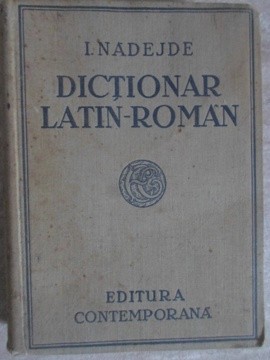 I. NADEJDE
DICȚIONAR
LATIN-ROMÂN
EDITURA
CONTEMPORANĂ